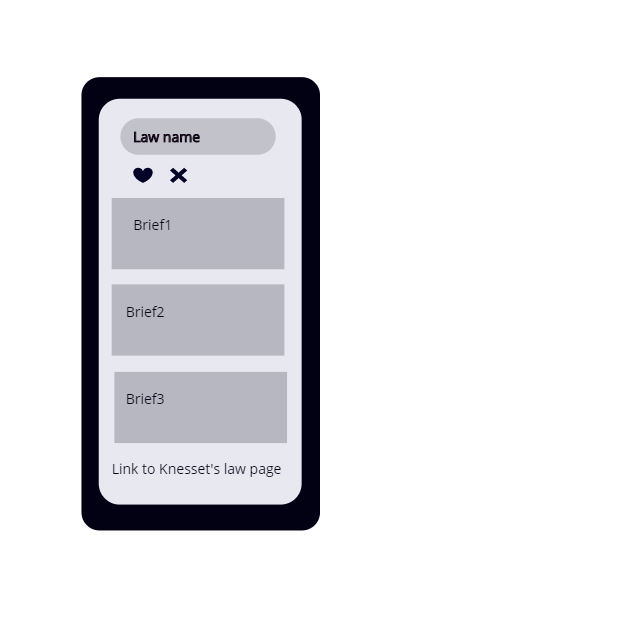 Law name
Brief1
Brief2
Brief3
Link to Knesset's law page